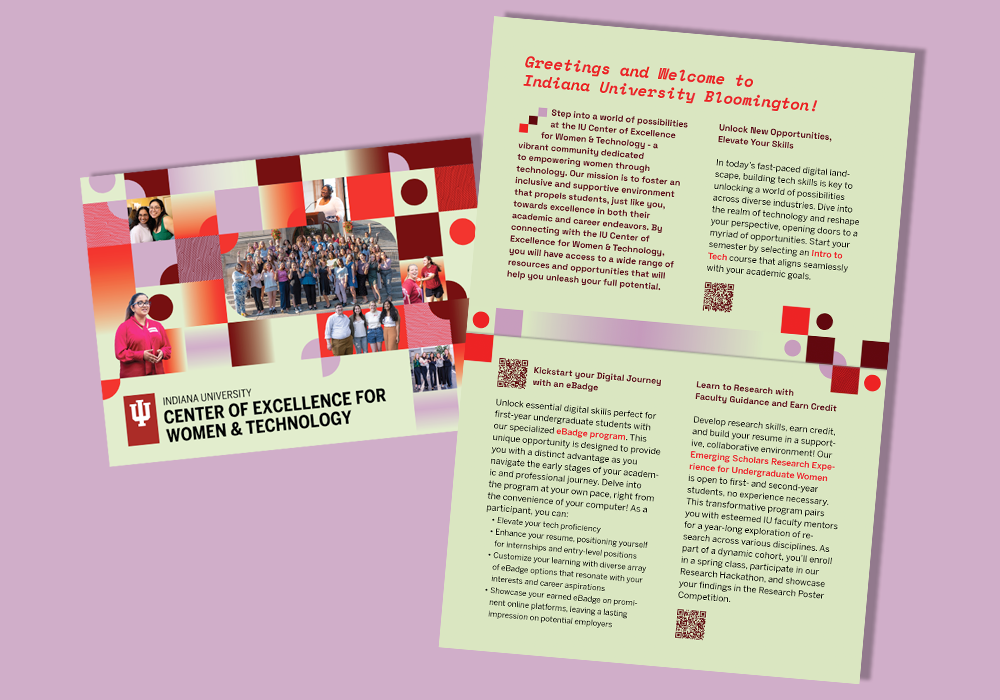 INDIANA UNIVERSITY
CENTER OF EXCELLENCE FOR
WOMEN & TECHNOLOGY
Greetings and Welcome to
Indiana University Bloomington!
Step into a world of possibilities
at the IU Center of Excellence
for Women & Technology - a
vibrant community dedicated
to empowering women through
technology. Our mission is to foster an
inclusive and supportive environment
that propels students, just like you,
towards excellence in both their
academic and career endeavors. By
connecting with the IU Center of
Excellence for Women & Technology,
you will have access to a wide range of
resources and opportunities that will
help you unleash your full potential.
Unlock New Opportunities,
Elevate Your Skills
In today's fast-paced digital land-
scape, building tech skills is key to
unlocking a world of possibilities
across diverse industries. Dive into
the realm of technology and reshape
your perspective, opening doors to a
myriad of opportunities. Start your
semester by selecting an Intro to
Tech course that aligns seamlessly
with your academic goals.
Kickstart your Digital Journey
with an eBadge
Unlock essential digital skills perfect for
first-year undergraduate students with
our specialized eBadge program. This
unique opportunity is designed to provide
you with a distinct advantage as you
navigate the early stages of your academ-
ic and professional journey. Delve into
the program at your own pace, right from
the convenience of your computer! As a
participant, you can:
• Elevate your tech proficiency
• Enhance your resume, positioning yourself
for internships and entry-level positions
• Customize your learning with diverse array
of eBadge options that resonate with your
interests and career aspirations
• Showcase your earned eBadge on promi-
nent online platforms, leaving a lasting
impression on potential employers
Learn to Research with
Faculty Guidance and Earn Credit
Develop research skills, earn credit,
and build your resume in a support-
ive, collaborative environment! Our
Emerging Scholars Research Expe-
rience for Undergraduate Women
is open to first- and second-year
students, no experience necessary.
This transformative program pairs
you with esteemed IU faculty mentors
for a year-long exploration of re-
search across various disciplines. As
part of a dynamic cohort, you'll enroll
in a spring class, participate in our
Research Hackathon, and showcase
your findings in the Research Poster
Competition.